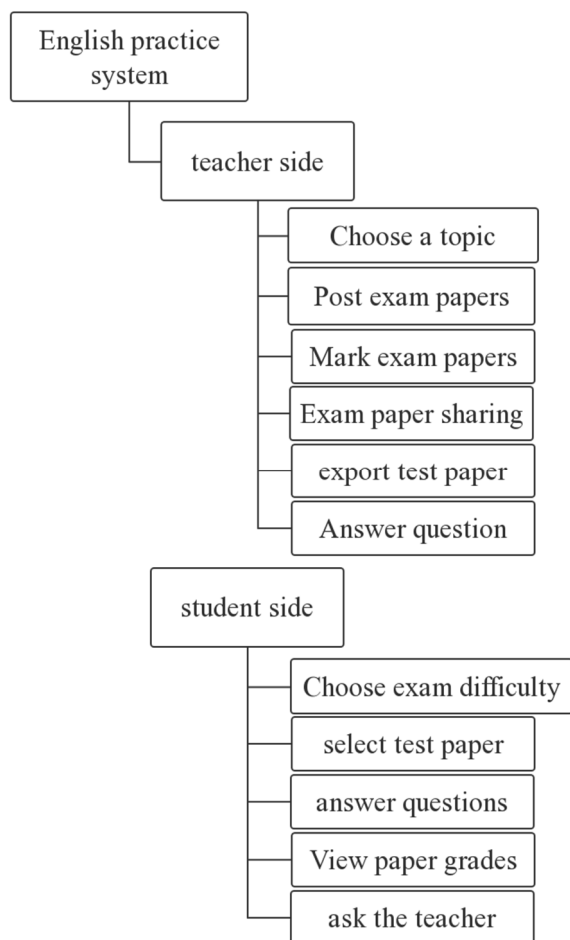 English practice
system
teacher side
Choose a topic
Post exam papers
Mark exam papers
Exam paper sharing
export test paper
Answer question
student side
Choose exam difficulty
select test paper
answer questions
View paper grades
ask the teacher